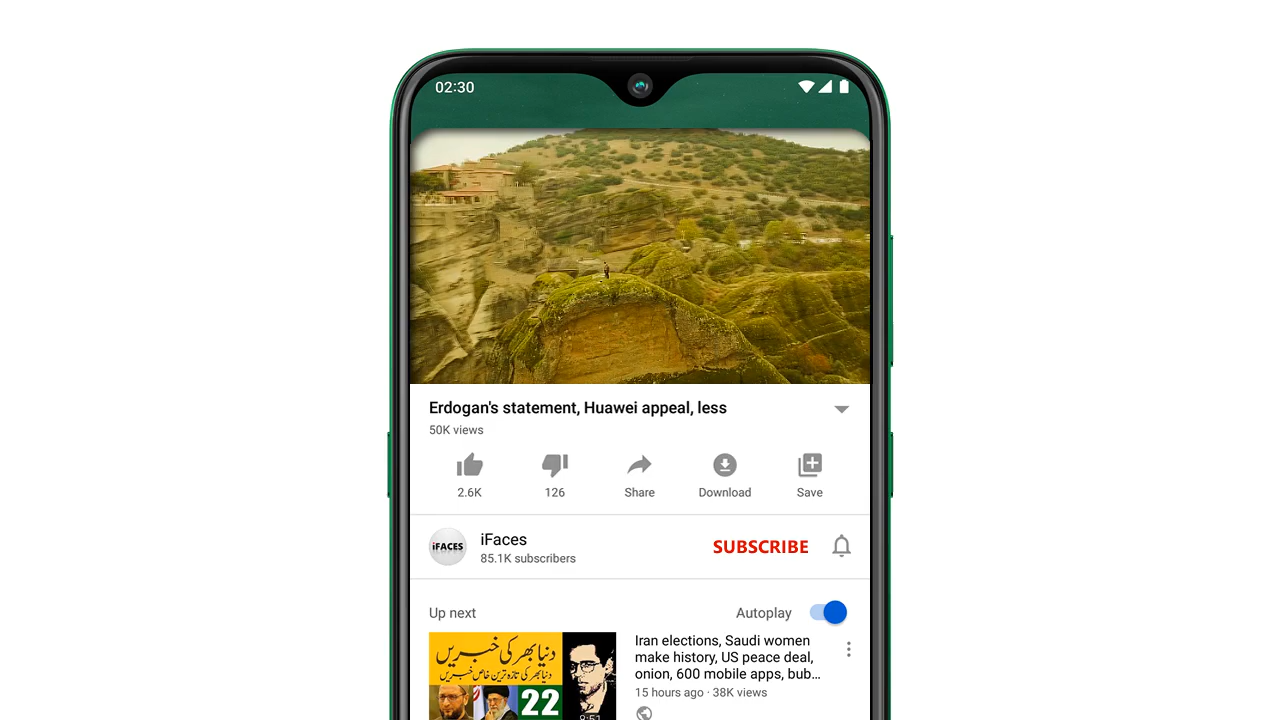 02:30
Erdogan's statement, Huawei appeal, less
50K views
2.6K
126
Share
Download
Save
iFACES
iFaces
85.1K subscribers
SUBSCRIBE
Up next
Autoplay
دنیا بھر کی خبریں
دنیا بھر کی تازہ ترین خاص خبریں
22
8:51
Iran elections, Saudi women
make history, US peace deal,
onion, 600 mobile apps, bub...
15 hours ago · 38K views